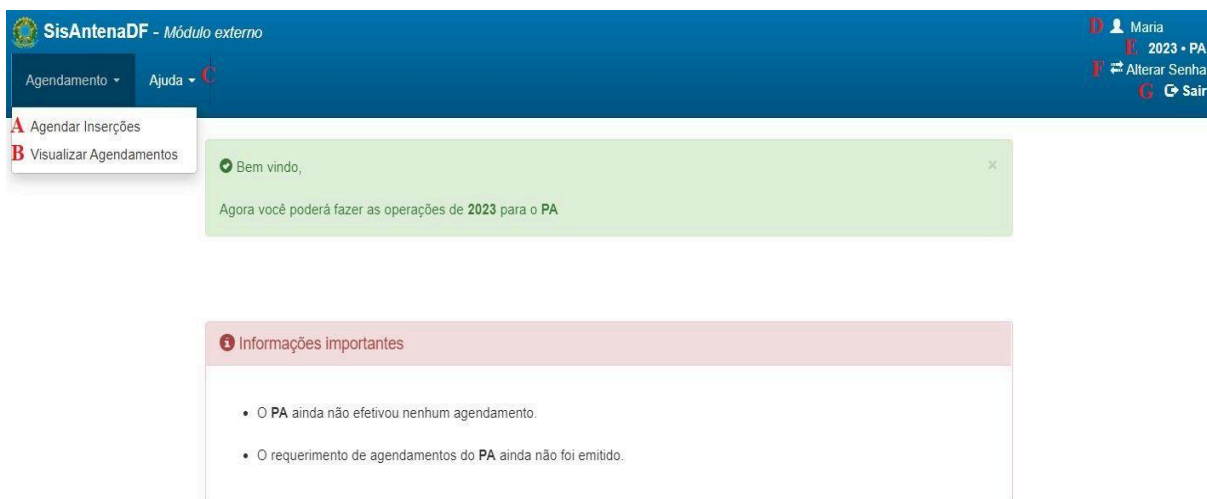 SisAntenaDF - Módulo externo
D Maria
E 2023 • PA
F Alterar Senha
G Sair
Agendamento Ajuda C
A Agendar Inserções
B Visualizar Agendamentos
Bem vindo, ×
Agora você poderá fazer as operações de 2023 para o PA
Informações importantes
• O PA ainda não efetivou nenhum agendamento.
• O requerimento de agendamentos do PA ainda não foi emitido.